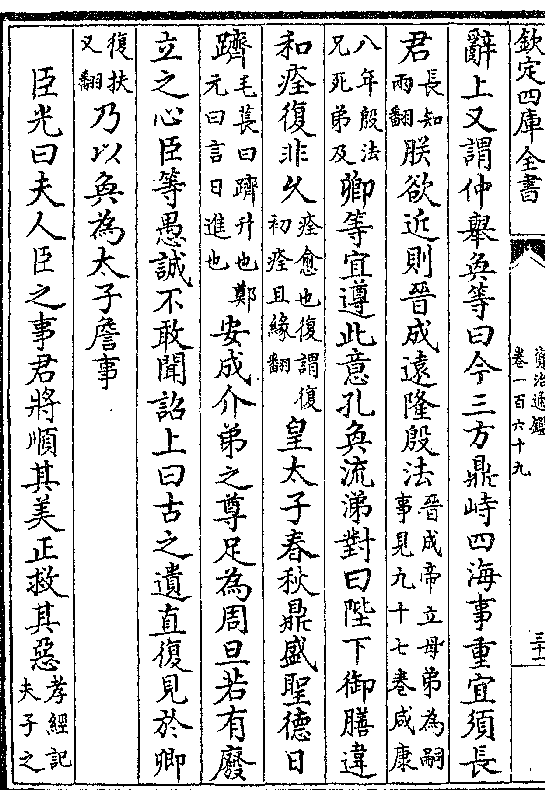 欽定四庫全書
資治通鑑
卷一百六十九
三十一
辭上又謂仲舉奐等曰今三方鼎峙四海事重宜須長
君長知兩翻朕欲近則晉成遠隆殷法晉成帝立母弟為嗣事見九十七卷咸康
八年殷法兄死弟及卿等宜遵此意孔奐流涕對曰陛下御膳違
和痊復非久痊愈也復謂復初痊且緣翻皇太子春秋鼎盛聖德日
躋毛萇曰躋升也鄭元曰言日進也安成介弟之尊足為周旦若有廢
立之心臣等愚誠不敢聞詔上曰古之遺直復見於卿
復扶又翻乃以奐為太子詹事
臣光曰夫人臣之事君將順其美正救其惡孝經記夫子之